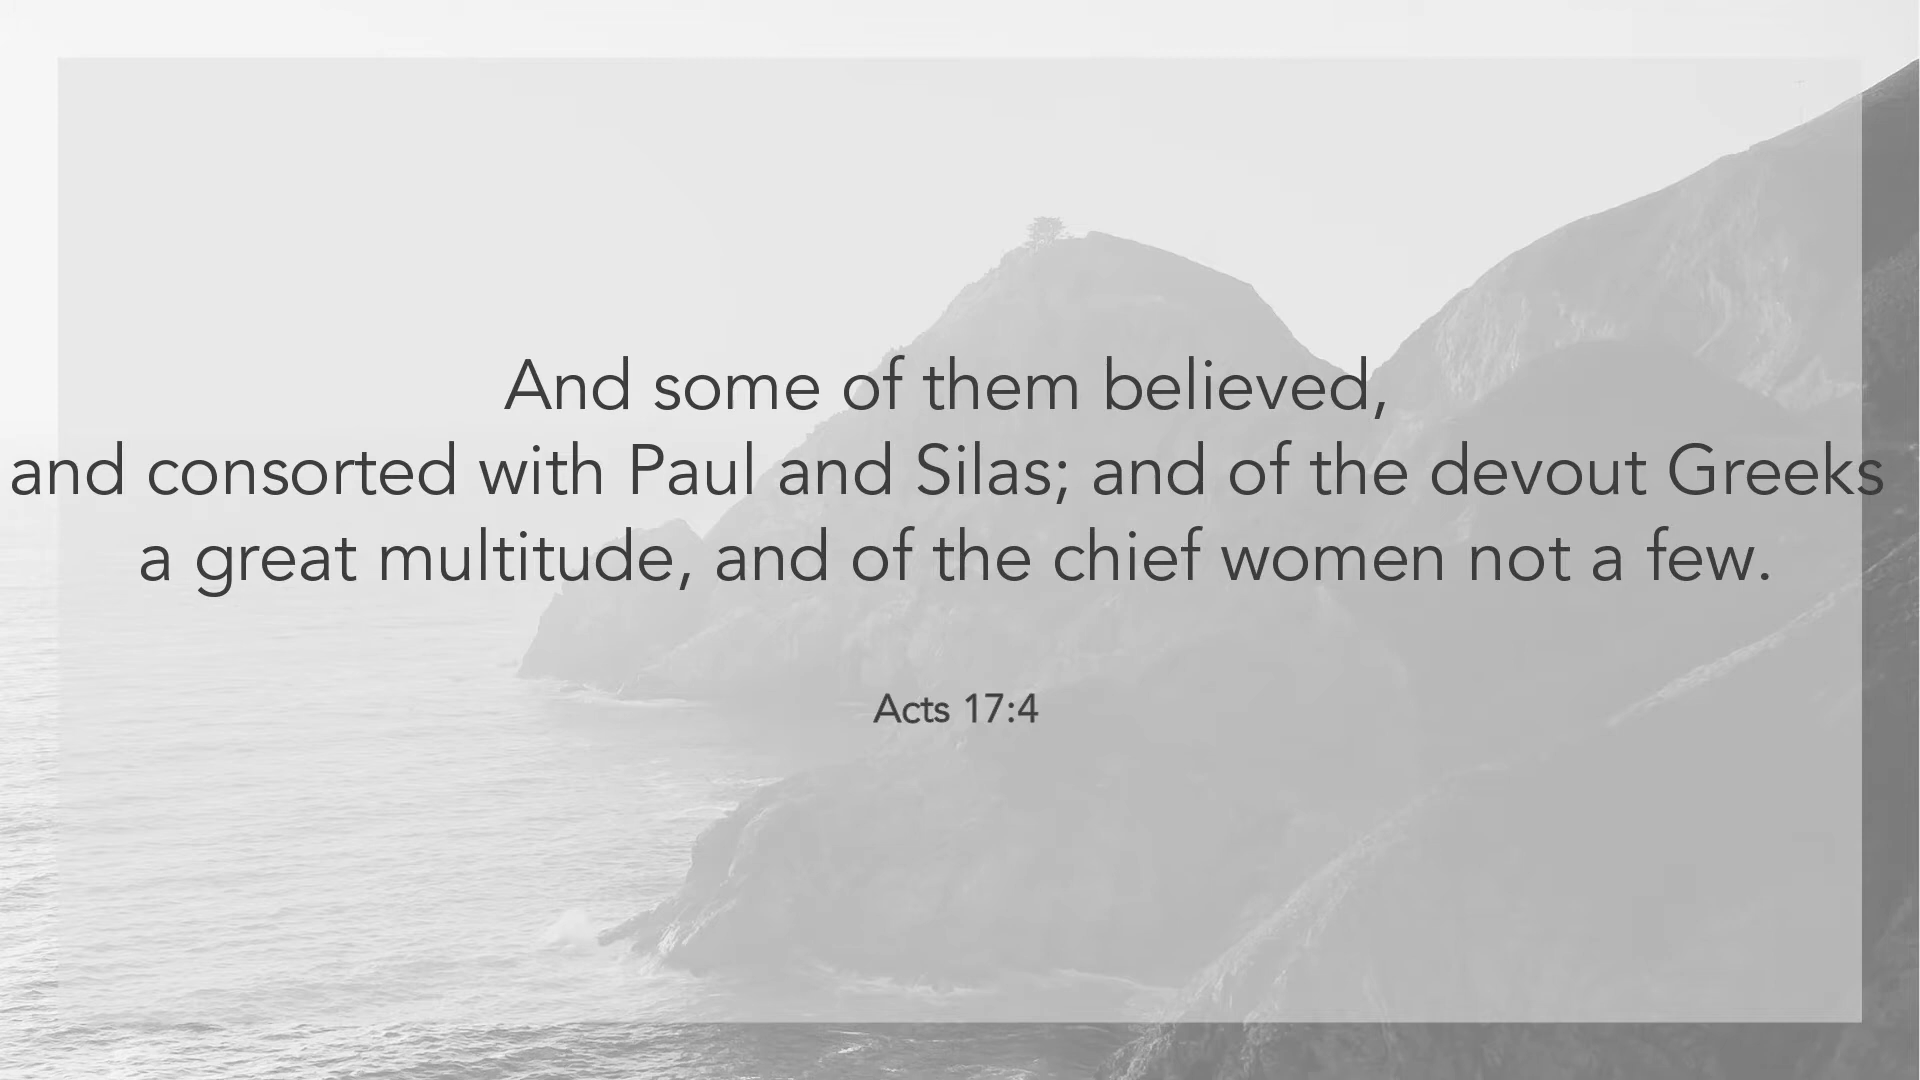 And some of them believed,
and consorted with Paul and Silas; and of the devout Greeks
a great multitude, and of the chief women not a few.
Acts 17:4